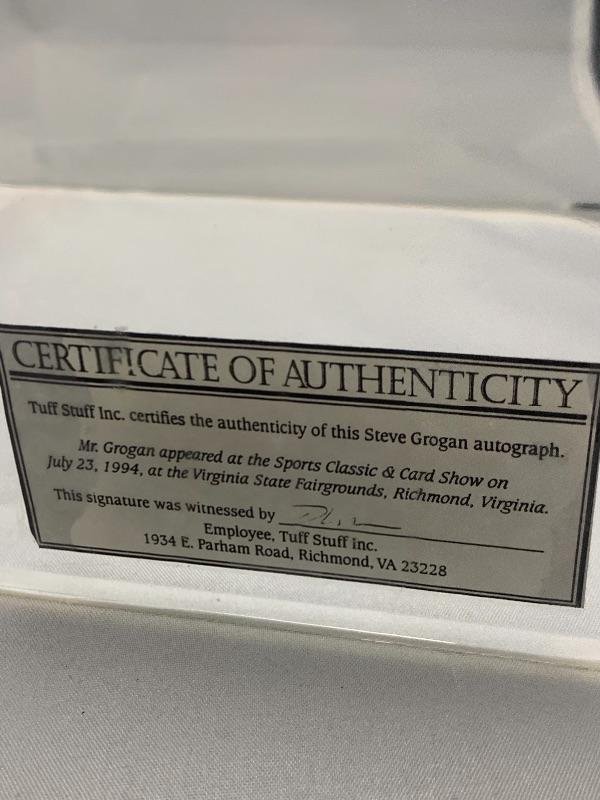 CERTIFICATE OF AUTHENTICITY
Tuff Stuff Inc. certifies the authenticity of this Steve Grogan autograph.
Mr. Grogan appeared at the Sports Classic & Card Show on
July 23, 1994, at the Virginia State Fairgrounds, Richmond, Virginia.
This signature was witnessed by
Employee, Tuff Stuff Inc.
1934 E. Parham Road, Richmond, VA 23228